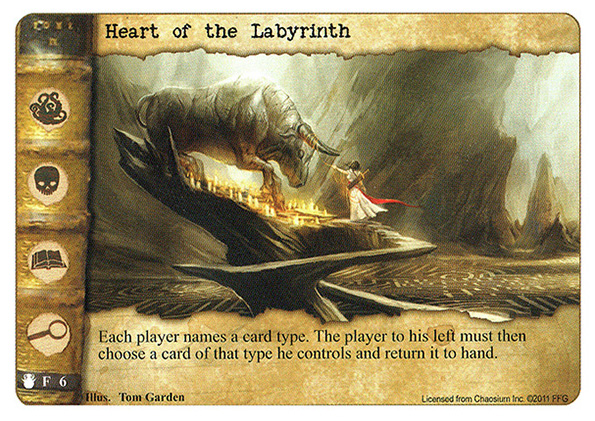 Heart of the Labyrinth
Each player names a card type. The player to his left must then
choose a card of that type he controls and return it to hand.
F 6
Illus. Tom Garden
Licensed from Chaosium Inc. ©2011 FFG